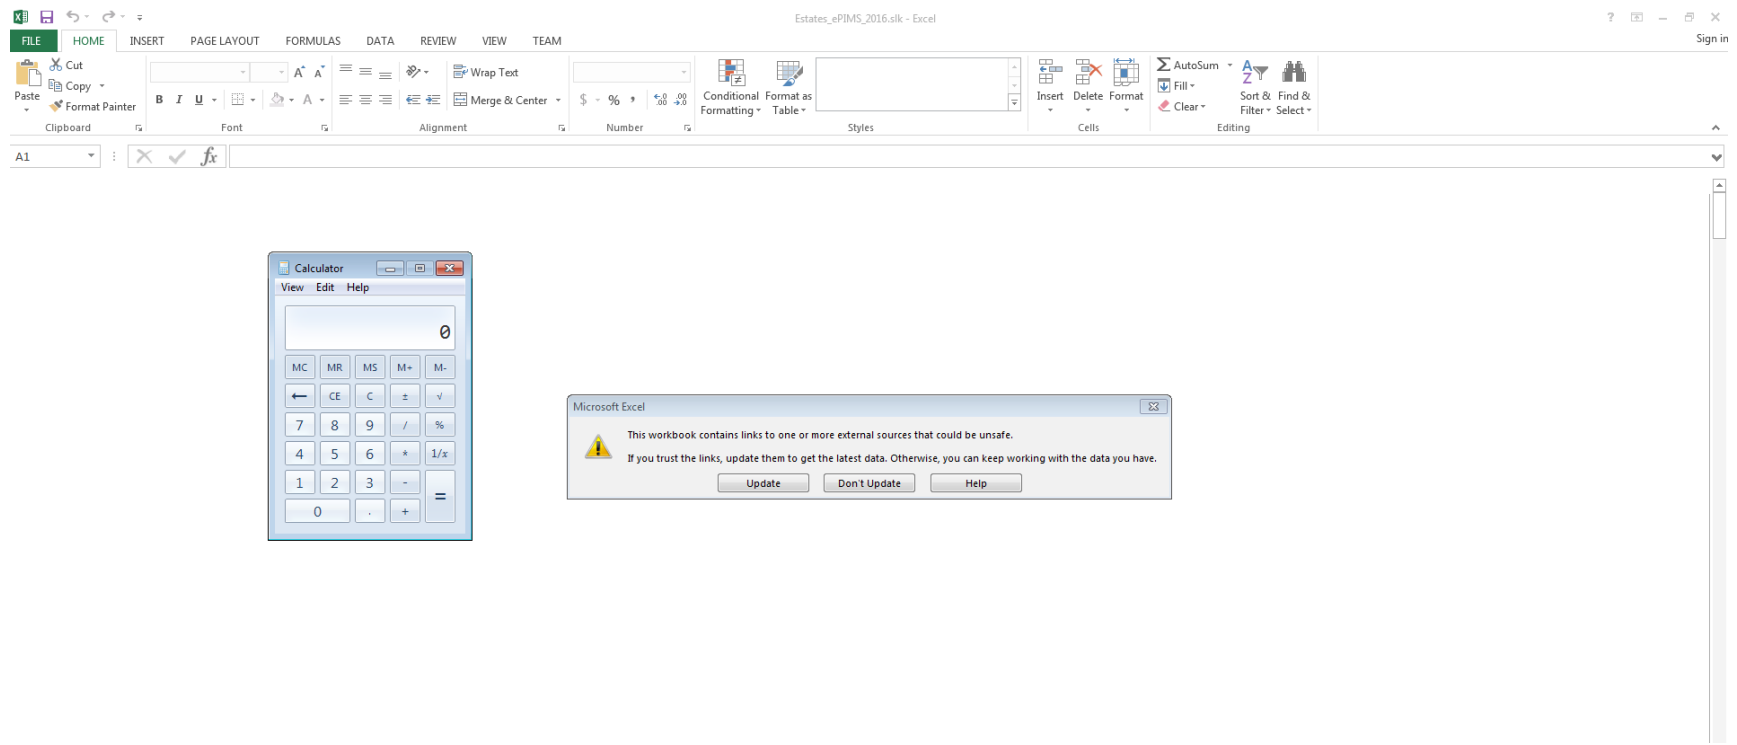 Estates_ePIMS_2016.slk - Excel
?
FILE HOME INSERT PAGE LAYOUT FORMULAS DATA REVIEW VIEW TEAM
Sign in
Paste
Cut
Copy
Format Painter
Clipboard
B I U A A A
Font
Wrap Text
Merge & Center
Alignment
$ % , .0 .00 .00 .0
Number
Conditional Formatting
Format as Table
Styles
Insert Delete Format
Cells
AutoSum
Fill
Clear
Sort & Filter
Find & Select
Editing
A1
fx
Calculator
View Edit Help
0
MC MR MS M+ M-
← CE C ± √
7 8 9 / %
4 5 6 * 1/x
1 2 3 - =
0 . +
Microsoft Excel
This workbook contains links to one or more external sources that could be unsafe.
If you trust the links, update them to get the latest data. Otherwise, you can keep working with the data you have.
Update Don't Update Help